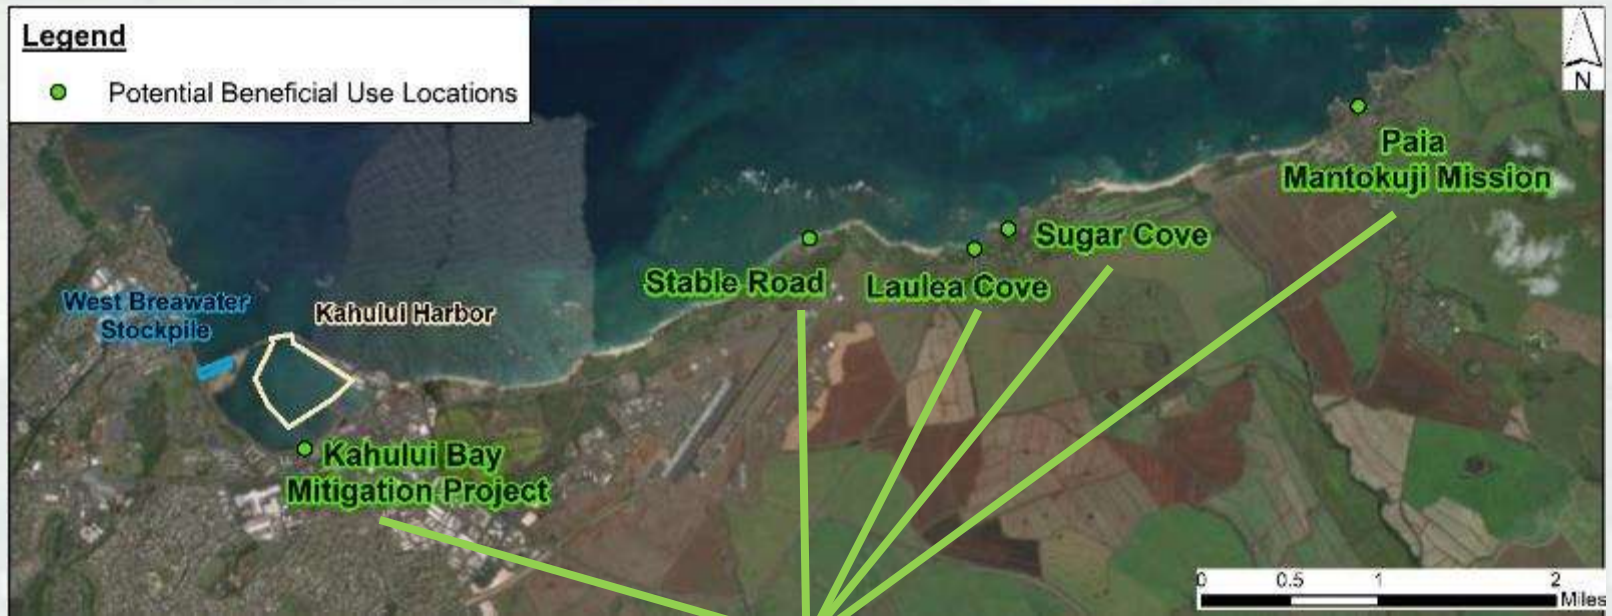 Legend
Potential Beneficial Use Locations
N
Paia
Mantokuji Mission
Sugar Cove
Stable Road
Laulea Cove
West Breawater
Stockpile
Kahului Harbor
Kahului Bay
Mitigation Project
0 0.5 1 2
Miles